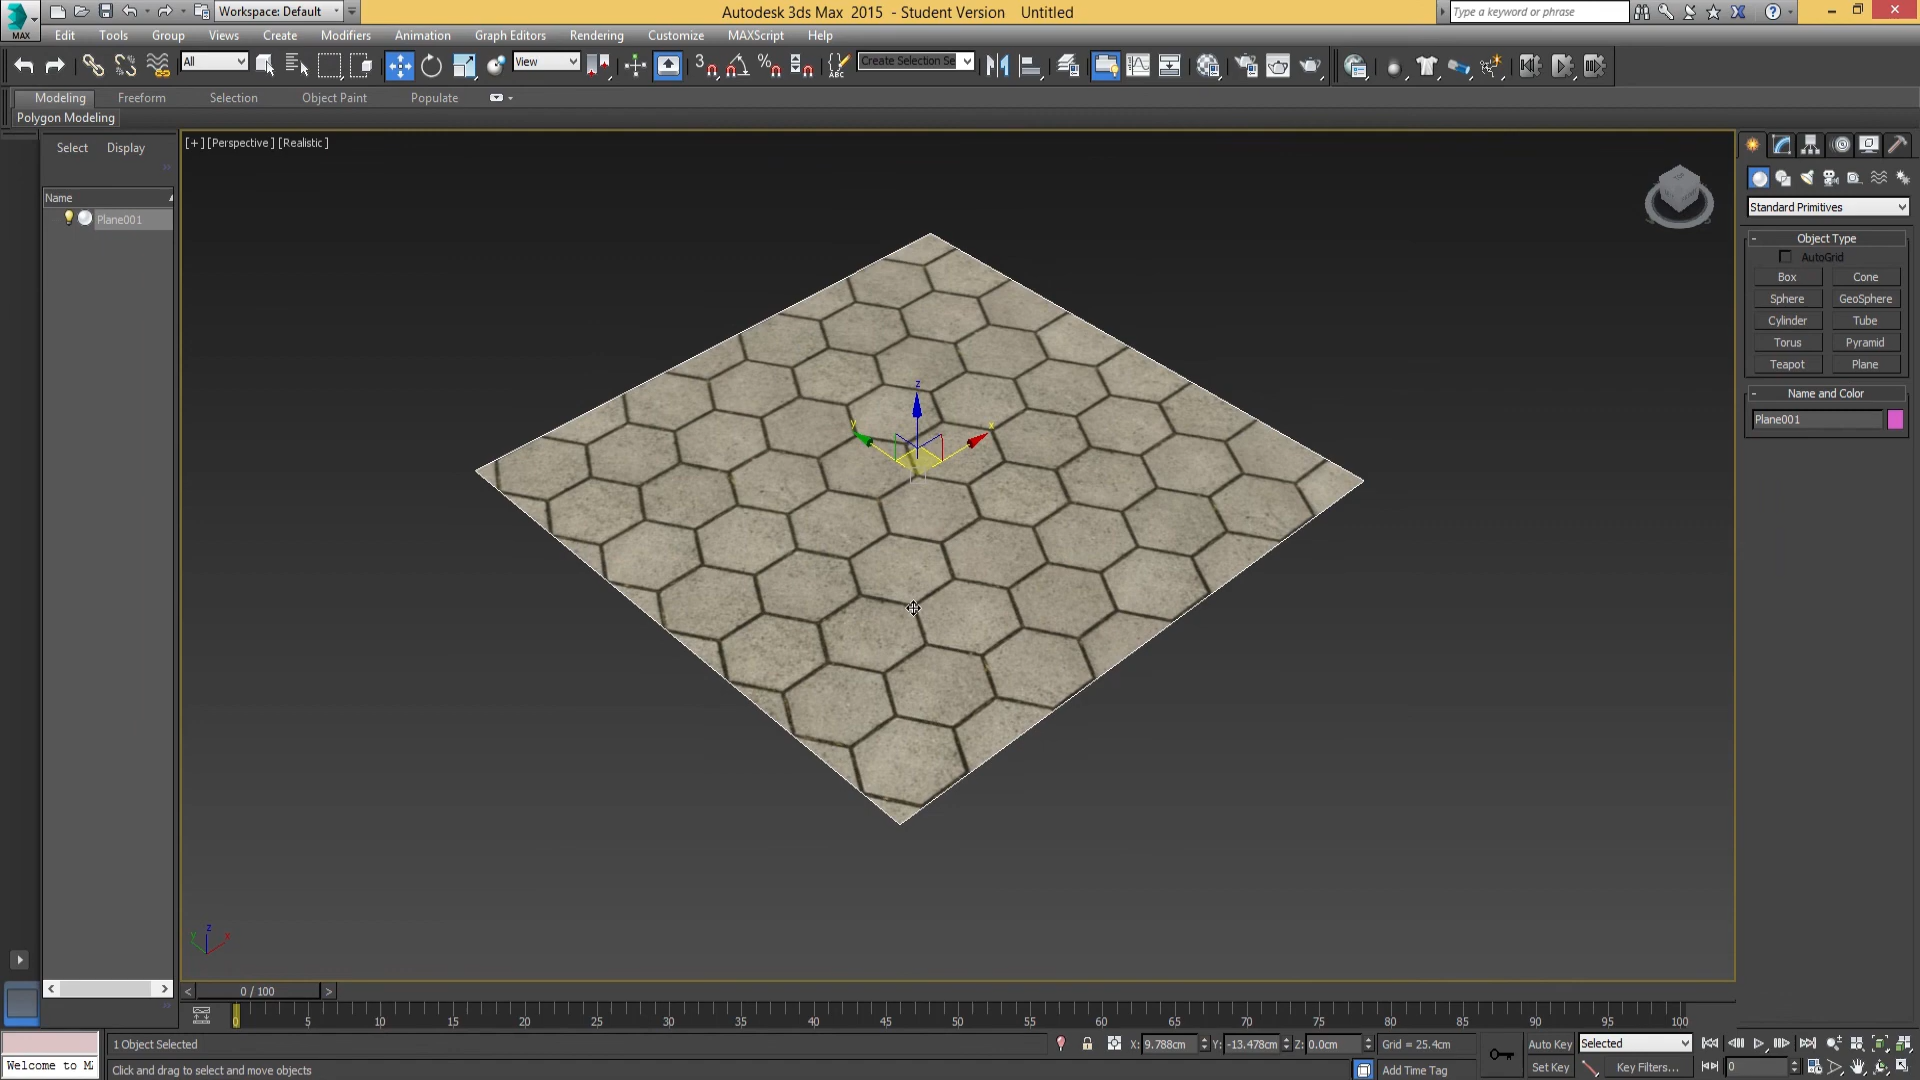 MAX
Workspace: Default
Autodesk 3ds Max 2015 - Student Version Untitled
Type a keyword or phrase
Edit Tools Group Views Create Modifiers Animation Graph Editors Rendering Customize MAXScript Help
All View 3 % ABC Create Selection Se
Modeling Freeform Selection Object Paint Populate
Polygon Modeling
Select Display
Name
Plane001
[+] [Perspective ] [Realistic ]
z
y
x
z
y
x
Standard Primitives
- Object Type
AutoGrid
Box Cone
Sphere GeoSphere
Cylinder Tube
Torus Pyramid
Teapot Plane
- Name and Color
Plane001
< > < 0 / 100 >
0 5 10 15 20 25 30 35 40 45 50 55 60 65 70 75 80 85 90 95 100
1 Object Selected X: 9.788cm Y: -13.478cm Z: 0.0cm Grid = 25.4cm Auto Key Selected
Welcome to M Click and drag to select and move objects Add Time Tag Set Key Key Filters... 0